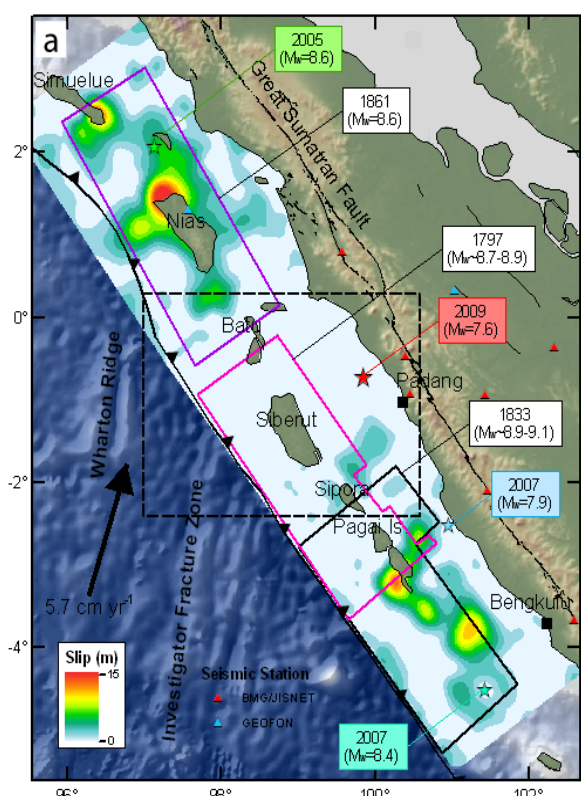 a
2005
(Mw=8.6)
Simuelue
Great Sumatran Fault
1861
(Mw=8.6)
2°
Nias
1797
(Mw~8.7-8.9)
0°
Batu
2009
(Mw=7.6)
Padang
Wharton Ridge
Siberut
1833
(Mw~8.9-9.1)
-2°
Sipora
2007
(Mw=7.9)
Pagai Is.
5.7 cm yr-1
Investigator Fracture Zone
Bengkulu
-4°
Slip (m)
15
0
Seismic Station
BMG/JISNET
GEOFON
2007
(Mw=8.4)
96°
98°
100°
102°